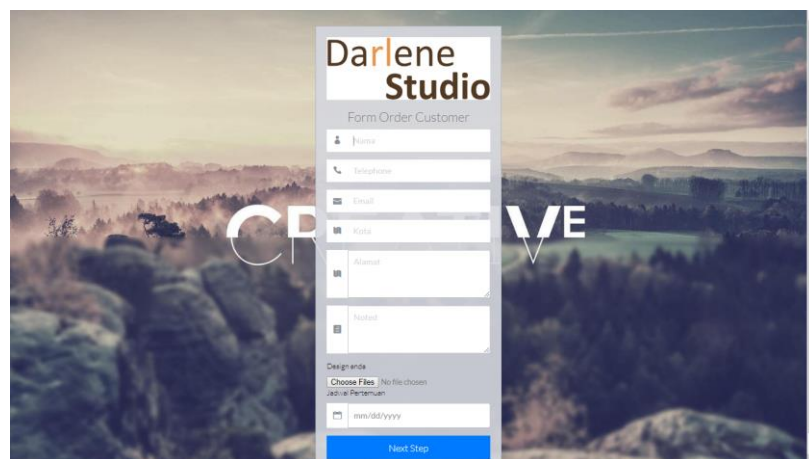 Darlene
Studio
Form Order Customer
Nama
Telephone
Email
Kota
Alamat
Design anda
Choose Files No file chosen
Jadwal Pertemuan
mm/dd/yyyy
Next Step